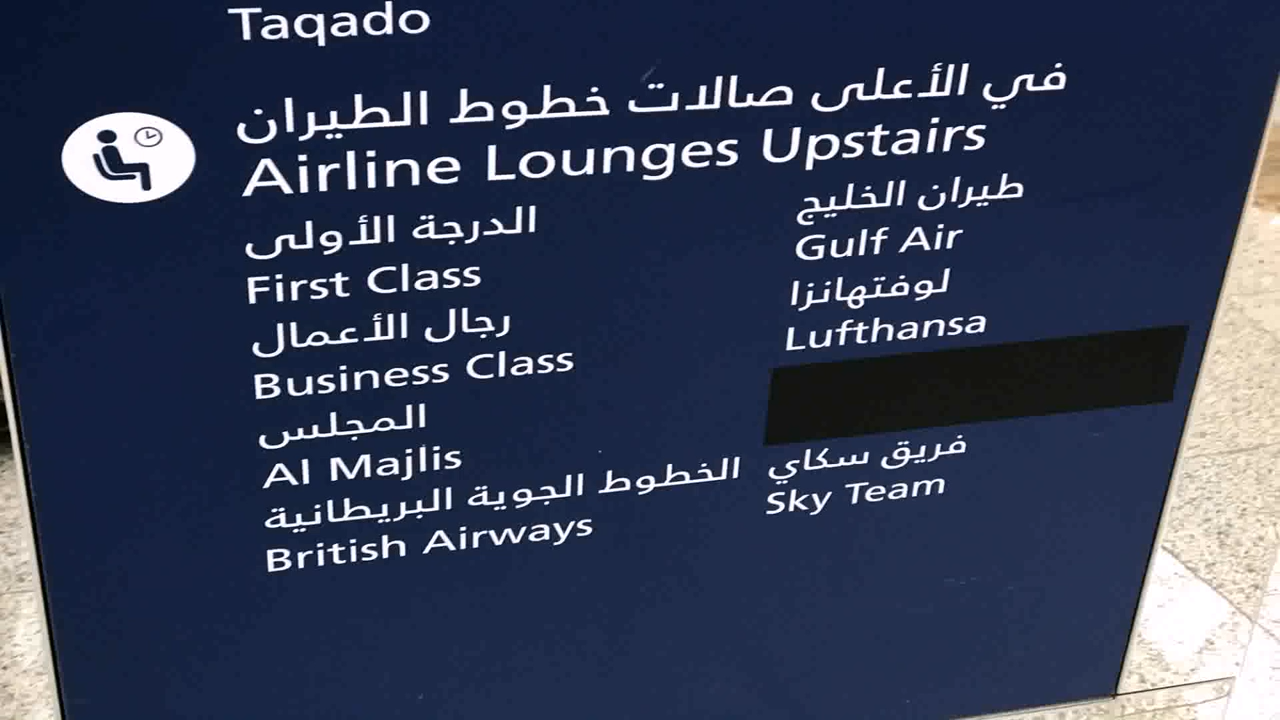 Taqado
في الأعلى صالات خطوط الطيران
Airline Lounges Upstairs
الدرجة الأولى
First Class
رجال الأعمال
Business Class
المجلس
Al Majlis
الخطوط الجوية البريطانية
British Airways
طيران الخليج
Gulf Air
لوفتهانزا
Lufthansa
فريق سكاي
Sky Team